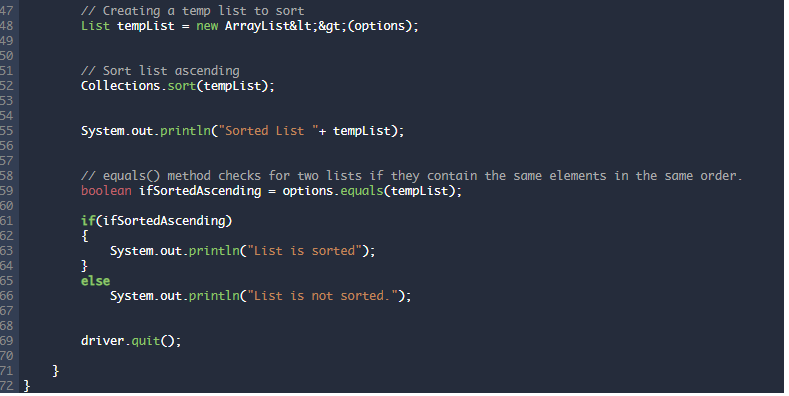 47 // Creating a temp list to sort
48 List tempList = new ArrayList&lt;&gt;(options);
49
50
51 // Sort list ascending
52 Collections.sort(tempList);
53
54
55 System.out.println("Sorted List "+ tempList);
56
57
58 // equals() method checks for two lists if they contain the same elements in the same order.
59 boolean ifSortedAscending = options.equals(tempList);
60
61 if(ifSortedAscending)
62 {
63 System.out.println("List is sorted");
64 }
65 else
66 System.out.println("List is not sorted.");
67
68
69 driver.quit();
70
71 }
72 }